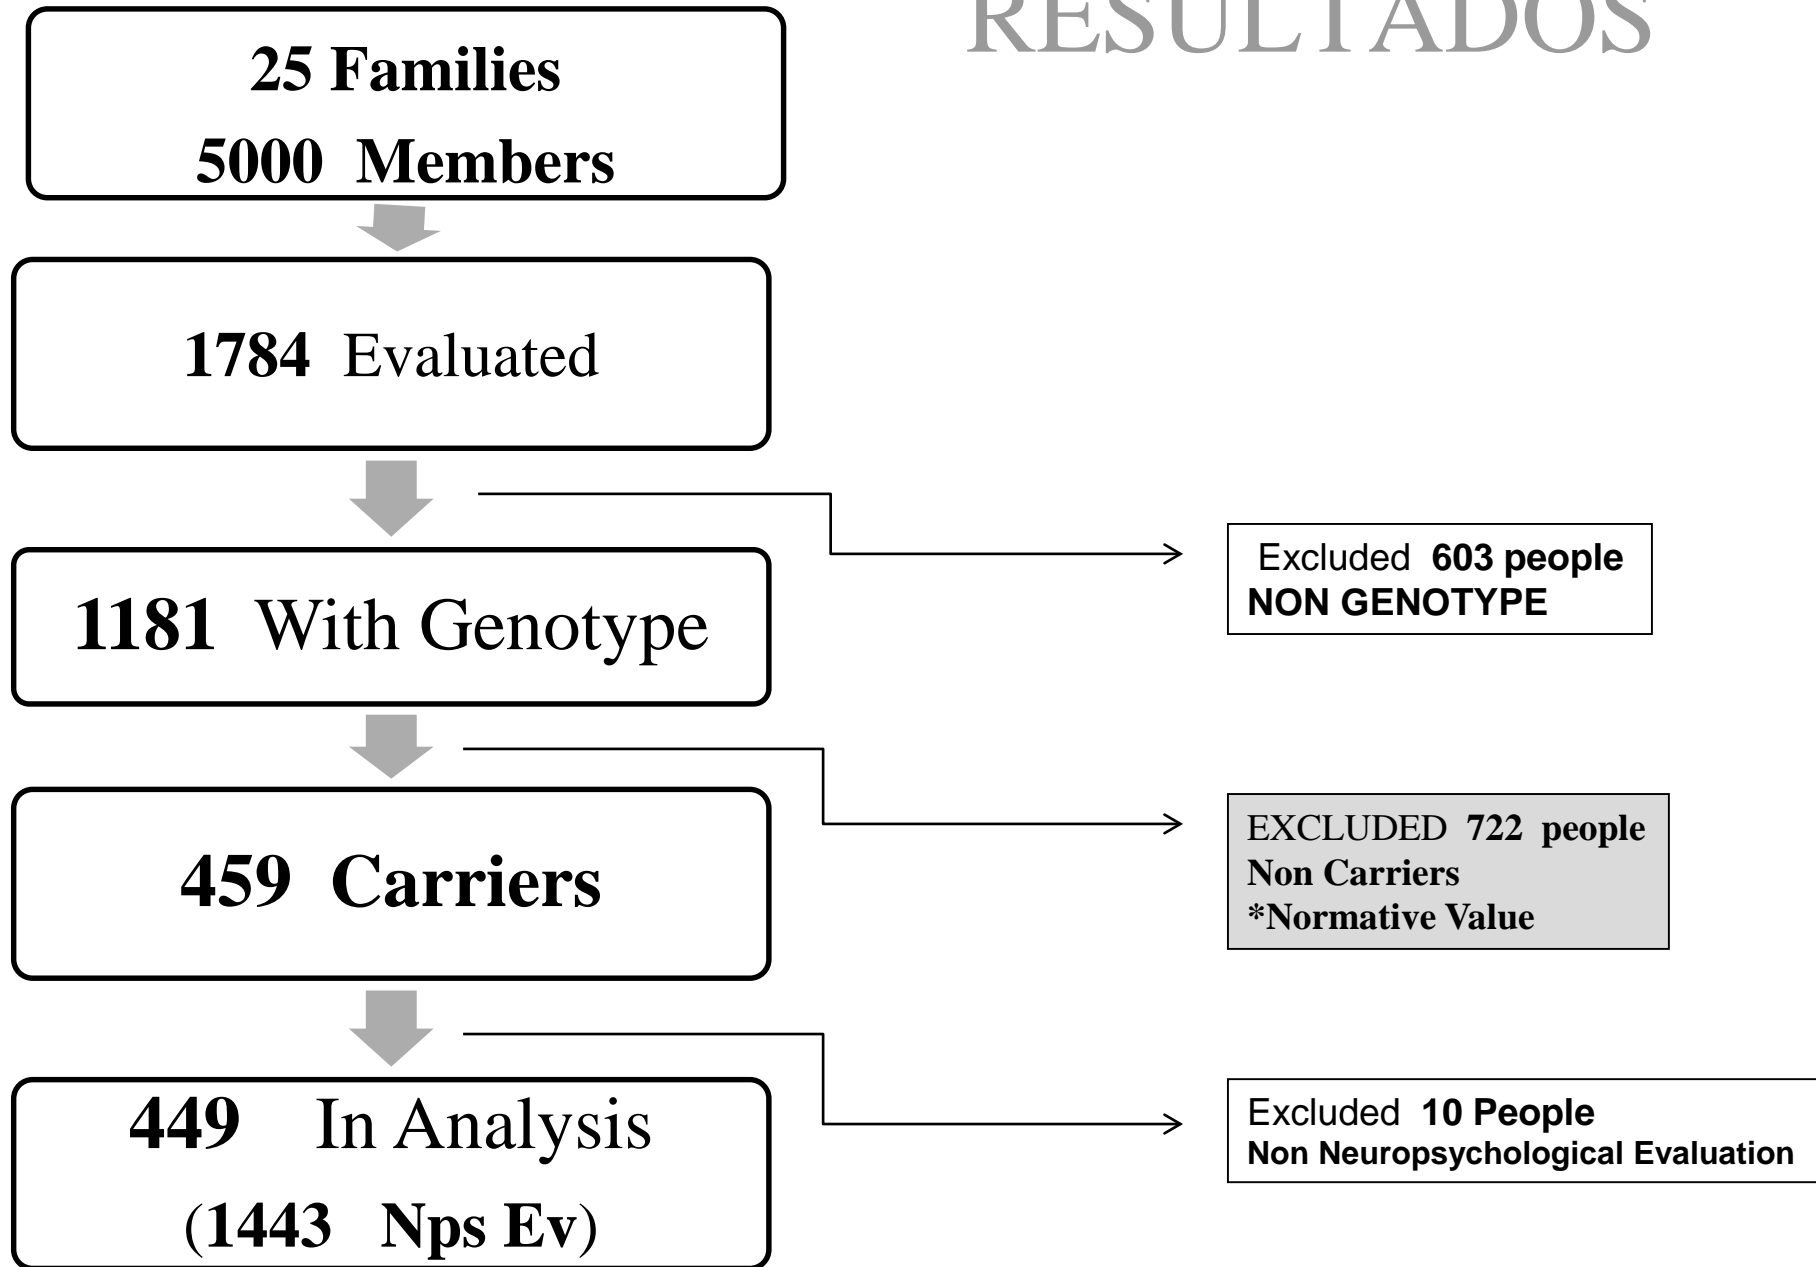 RESULTADOS
25 Families
5000 Members
1784 Evaluated
Excluded 603 people
NON GENOTYPE
1181 With Genotype
EXCLUDED 722 people
Non Carriers
*Normative Value
459 Carriers
Excluded 10 People
Non Neuropsychological Evaluation
449 In Analysis
(1443 Nps Ev)